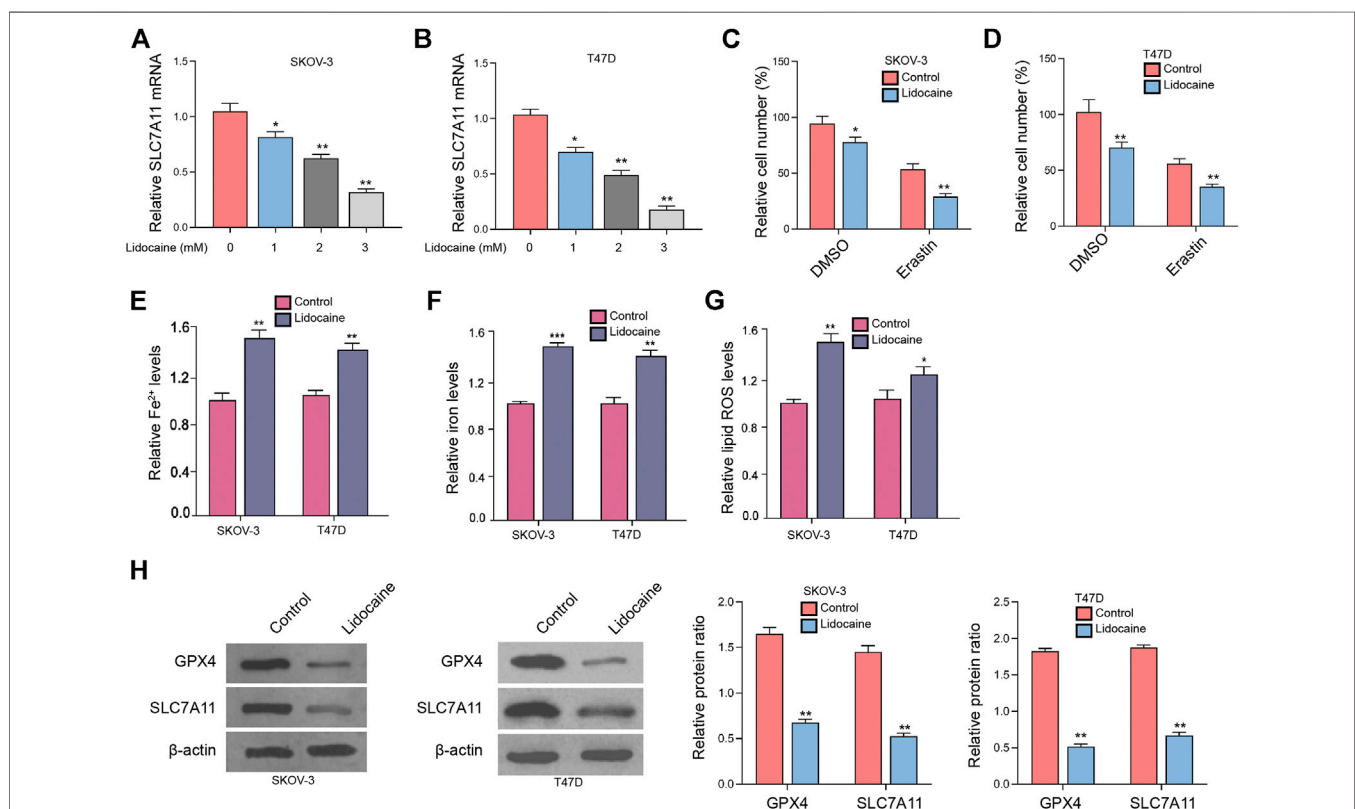 A
SKOV-3
Relative SLC7A11 mRNA
1.5
1.0
0.5
0.0
*
**
**
Lidocaine (mM) 0 1 2 3
B
T47D
Relative SLC7A11 mRNA
1.5
1.0
0.5
0.0
*
**
**
Lidocaine (mM) 0 1 2 3
C
SKOV-3
Control
Lidocaine
Relative cell number (%)
150
100
50
0
*
**
DMSO Erastin
D
T47D
Control
Lidocaine
Relative cell number (%)
150
100
50
0
**
**
DMSO Erastin
E
Control
Lidocaine
Relative Fe²⁺ levels
1.6
1.2
0.8
0.4
0.0
**
**
SKOV-3 T47D
F
Control
Lidocaine
Relative iron levels
1.6
1.2
0.8
0.4
0.0
***
**
SKOV-3 T47D
G
Control
Lidocaine
Relative lipid ROS levels
1.6
1.2
0.8
0.4
0.0
**
*
SKOV-3 T47D
H
Control Lidocaine
GPX4
SLC7A11
β-actin
SKOV-3
Control Lidocaine
GPX4
SLC7A11
β-actin
T47D
SKOV-3
Control
Lidocaine
Relative protein ratio
2.0
1.5
1.0
0.5
0.0
**
**
GPX4 SLC7A11
T47D
Control
Lidocaine
Relative protein ratio
2.5
2.0
1.5
1.0
0.5
0.0
**
**
GPX4 SLC7A11